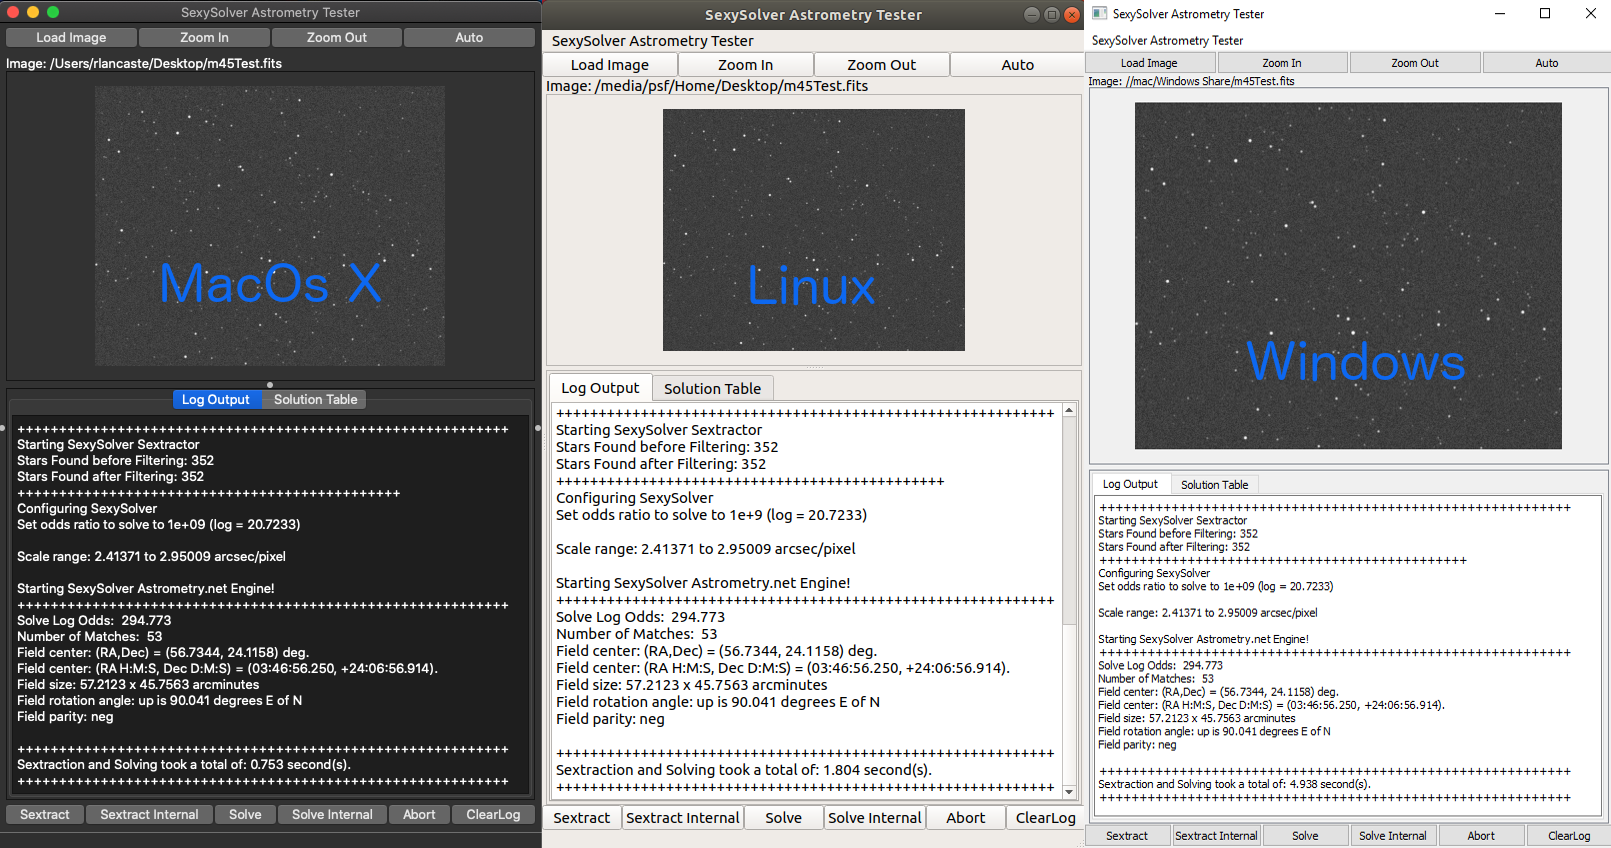 SexySolver Astrometry Tester
Load Image Zoom In Zoom Out Auto
Image: /Users/rlancaste/Desktop/m45Test.fits
MacOs X
Log Output Solution Table
+++++++++++++++++++++++++++++++++++++++++++++++++++++++++++
Starting SexySolver Sextractor
Stars Found before Filtering: 352
Stars Found after Filtering: 352
++++++++++++++++++++++++++++++++++++++++++++++
Configuring SexySolver
Set odds ratio to solve to 1e+09 (log = 20.7233)
Scale range: 2.41371 to 2.95009 arcsec/pixel
Starting SexySolver Astrometry.net Engine!
+++++++++++++++++++++++++++++++++++++++++++++++++++++++++++
Solve Log Odds:  294.773
Number of Matches:  53
Field center: (RA,Dec) = (56.7344, 24.1158) deg.
Field center: (RA H:M:S, Dec D:M:S) = (03:46:56.250, +24:06:56.914).
Field size: 57.2123 x 45.7563 arcminutes
Field rotation angle: up is 90.041 degrees E of N
Field parity: neg
+++++++++++++++++++++++++++++++++++++++++++++++++++++++++++
Sextraction and Solving took a total of: 0.753 second(s).
+++++++++++++++++++++++++++++++++++++++++++++++++++++++++++
Sextract Sextract Internal Solve Solve Internal Abort ClearLog
SexySolver Astrometry Tester
SexySolver Astrometry Tester
Load Image Zoom In Zoom Out Auto
Image: /media/psf/Home/Desktop/m45Test.fits
Linux
Log Output Solution Table
+++++++++++++++++++++++++++++++++++++++++++++++++++++++++++
Starting SexySolver Sextractor
Stars Found before Filtering: 352
Stars Found after Filtering: 352
++++++++++++++++++++++++++++++++++++++++++++++
Configuring SexySolver
Set odds ratio to solve to 1e+9 (log = 20.7233)
Scale range: 2.41371 to 2.95009 arcsec/pixel
Starting SexySolver Astrometry.net Engine!
+++++++++++++++++++++++++++++++++++++++++++++++++++++++++++
Solve Log Odds:  294.773
Number of Matches:  53
Field center: (RA,Dec) = (56.7344, 24.1158) deg.
Field center: (RA H:M:S, Dec D:M:S) = (03:46:56.250, +24:06:56.914).
Field size: 57.2123 x 45.7563 arcminutes
Field rotation angle: up is 90.041 degrees E of N
Field parity: neg
+++++++++++++++++++++++++++++++++++++++++++++++++++++++++++
Sextraction and Solving took a total of: 1.804 second(s).
+++++++++++++++++++++++++++++++++++++++++++++++++++++++++++
Sextract Sextract Internal Solve Solve Internal Abort ClearLog
SexySolver Astrometry Tester
SexySolver Astrometry Tester
Load Image Zoom In Zoom Out Auto
Image: //mac/Windows Share/m45Test.fits
Windows
Log Output Solution Table
+++++++++++++++++++++++++++++++++++++++++++++++++++++++++++
Starting SexySolver Sextractor
Stars Found before Filtering: 352
Stars Found after Filtering: 352
++++++++++++++++++++++++++++++++++++++++++++++
Configuring SexySolver
Set odds ratio to solve to 1e+09 (log = 20.7233)
Scale range: 2.41371 to 2.95009 arcsec/pixel
Starting SexySolver Astrometry.net Engine!
+++++++++++++++++++++++++++++++++++++++++++++++++++++++++++
Solve Log Odds:  294.773
Number of Matches:  53
Field center: (RA,Dec) = (56.7344, 24.1158) deg.
Field center: (RA H:M:S, Dec D:M:S) = (03:46:56.250, +24:06:56.914).
Field size: 57.2123 x 45.7563 arcminutes
Field rotation angle: up is 90.041 degrees E of N
Field parity: neg
+++++++++++++++++++++++++++++++++++++++++++++++++++++++++++
Sextraction and Solving took a total of: 4.938 second(s).
+++++++++++++++++++++++++++++++++++++++++++++++++++++++++++
Sextract Sextract Internal Solve Solve Internal Abort ClearLog